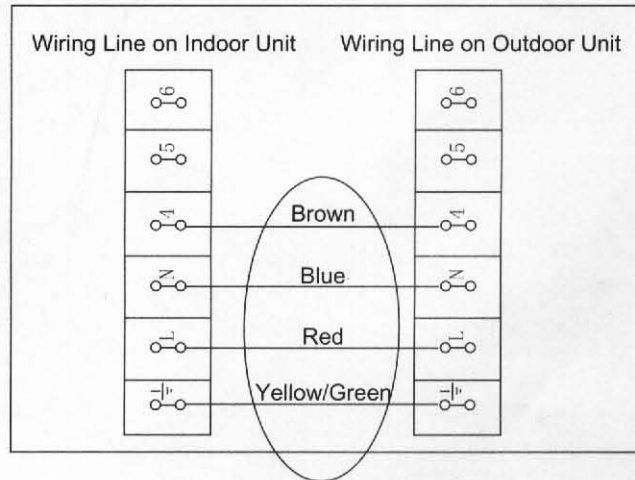 Wiring Line on Indoor Unit
Wiring Line on Outdoor Unit
6
6
5
5
4
Brown
4
N
Blue
N
L
Red
L
Yellow/Green